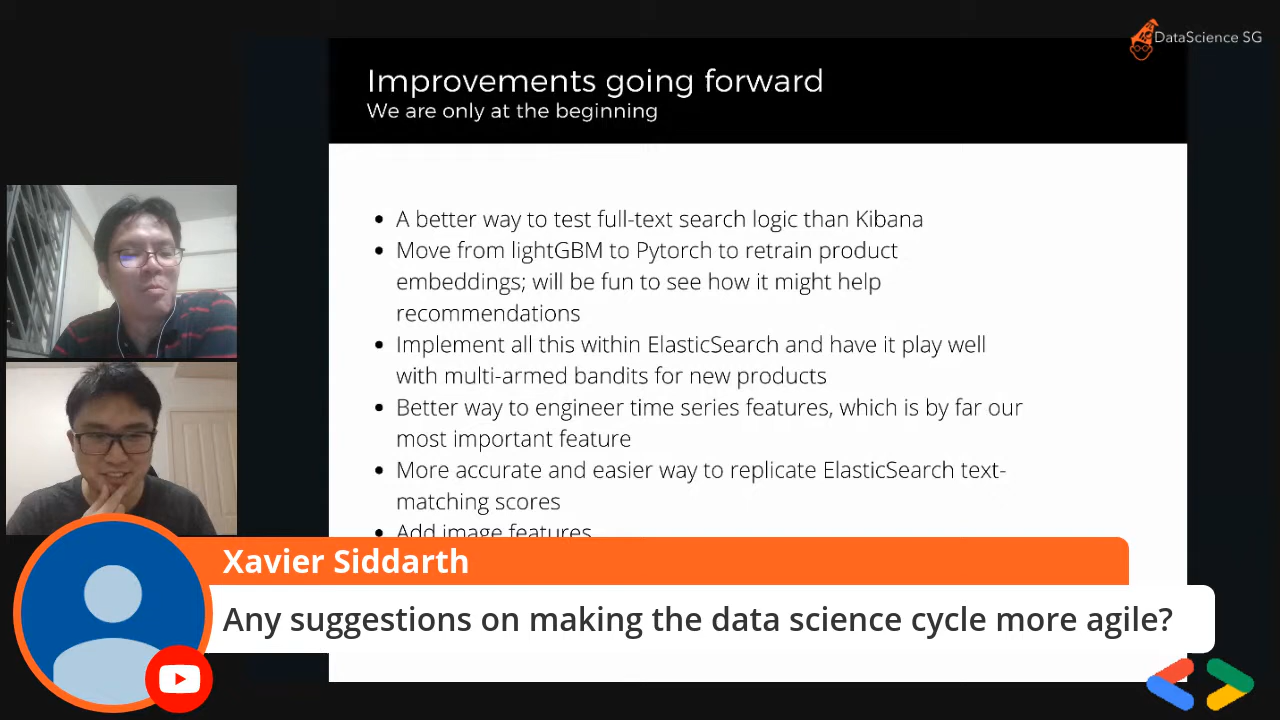 DataScience SG
Improvements going forward
We are only at the beginning
• A better way to test full-text search logic than Kibana
• Move from lightGBM to Pytorch to retrain product
embeddings; will be fun to see how it might help
recommendations
• Implement all this within ElasticSearch and have it play well
with multi-armed bandits for new products
• Better way to engineer time series features, which is by far our
most important feature
• More accurate and easier way to replicate ElasticSearch text-
matching scores
• Add image features
Xavier Siddarth
Any suggestions on making the data science cycle more agile?